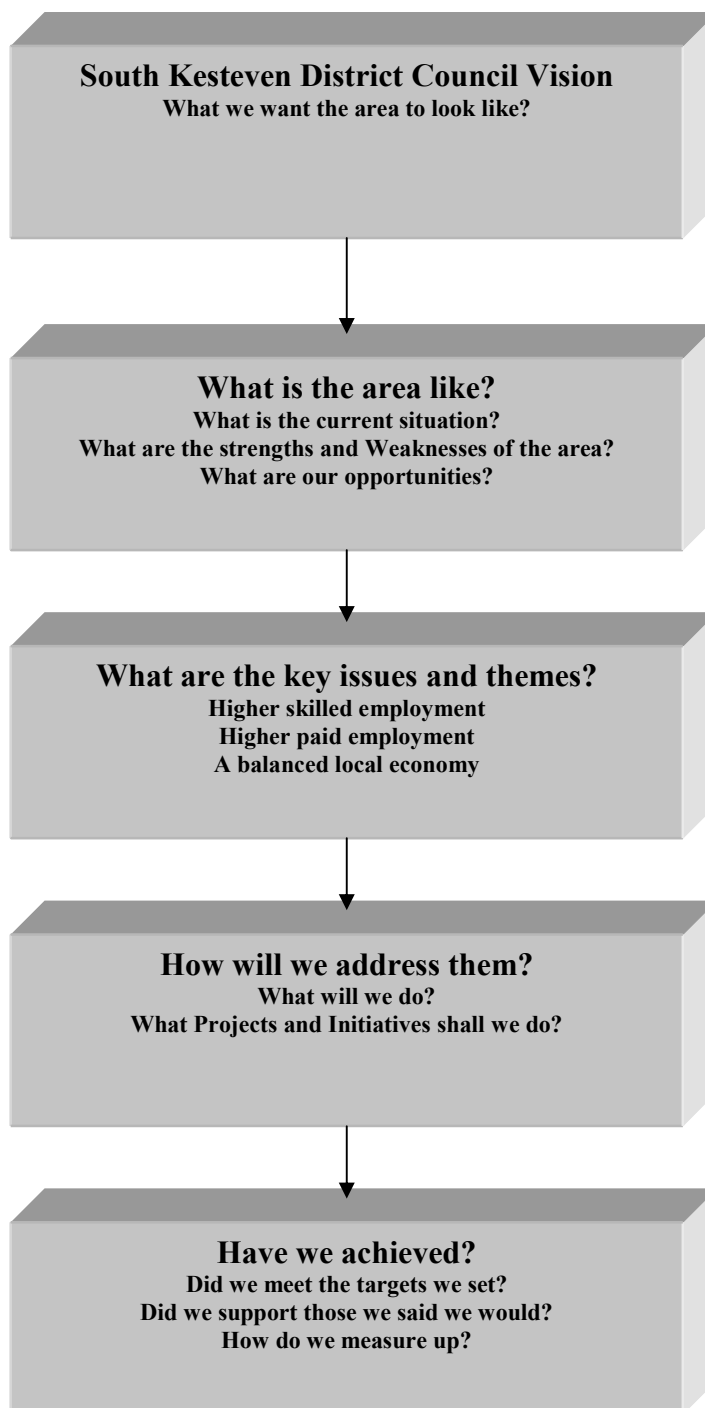 South Kesteven District Council Vision
What we want the area to look like?
What is the area like?
What is the current situation?
What are the strengths and Weaknesses of the area?
What are our opportunities?
What are the key issues and themes?
Higher skilled employment
Higher paid employment
A balanced local economy
How will we address them?
What will we do?
What Projects and Initiatives shall we do?
Have we achieved?
Did we meet the targets we set?
Did we support those we said we would?
How do we measure up?